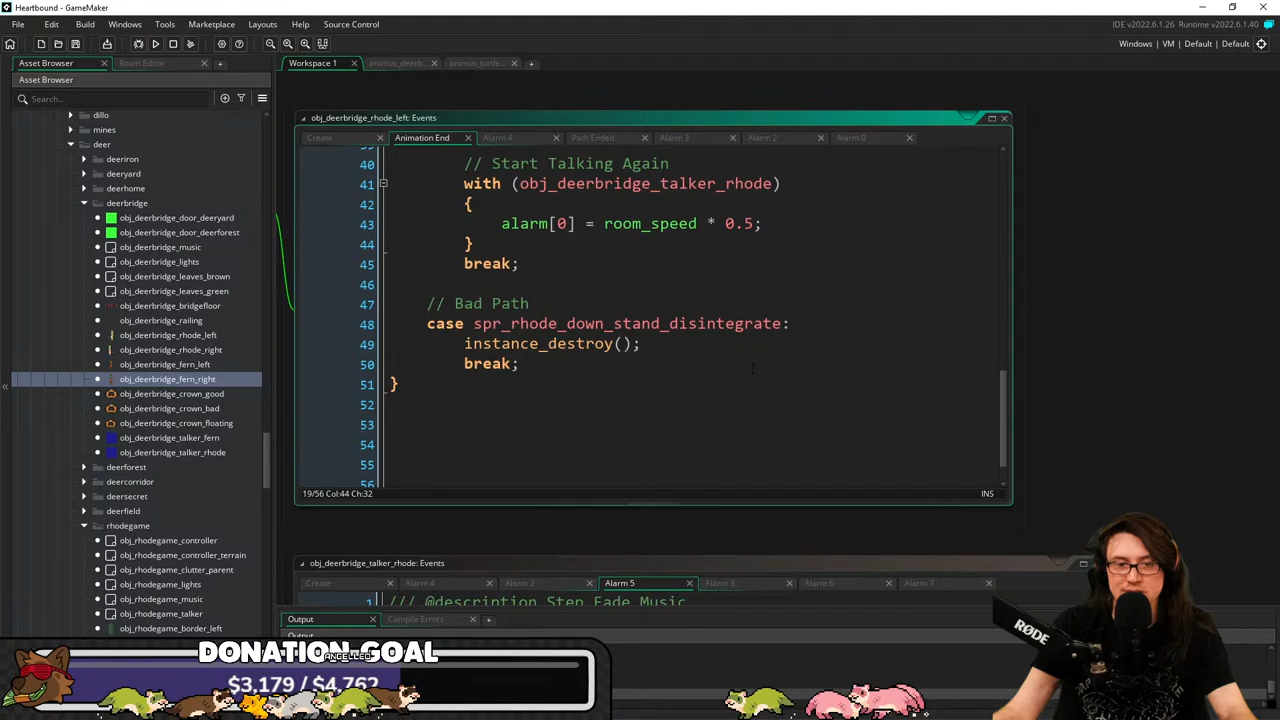 Heartbound - GameMaker
File Edit Build Windows Tools Marketplace Layouts Help Source Control
IDE v2022.6.1.26 Runtime v2022.6.1.40
Windows | VM | Default | Default
Asset Browser
Room Editor
Workspace 1
animus_deerb...
animus_turtle...
Asset Browser
Search...
dillo
mines
deer
deeriron
deeryard
deerhome
deerbridge
obj_deerbridge_door_deeryard
obj_deerbridge_door_deerforest
obj_deerbridge_music
obj_deerbridge_lights
obj_deerbridge_leaves_brown
obj_deerbridge_leaves_green
obj_deerbridge_bridgefloor
obj_deerbridge_railing
obj_deerbridge_rhode_left
obj_deerbridge_rhode_right
obj_deerbridge_fern_left
obj_deerbridge_fern_right
obj_deerbridge_crown_good
obj_deerbridge_crown_bad
obj_deerbridge_crown_floating
obj_deerbridge_talker_fern
obj_deerbridge_talker_rhode
deerforest
deercorridor
deersecret
deerfield
rhodegame
obj_rhodegame_controller
obj_rhodegame_controller_terrain
obj_rhodegame_clutter_parent
obj_rhodegame_lights
obj_rhodegame_music
obj_rhodegame_talker
obj_rhodegame_border_left
obj_deerbridge_rhode_left: Events
Create Animation End Alarm 4 Path Ended Alarm 3 Alarm 2 Alarm 0
39
40 // Start Talking Again
41 with (obj_deerbridge_talker_rhode)
42 {
43 alarm[0] = room_speed * 0.5;
44 }
45 break;
46
47 // Bad Path
48 case spr_rhode_down_stand_disintegrate:
49 instance_destroy();
50 break;
51 }
52
53
54
55
56
19/56 Col:44 Ch:32
INS
obj_deerbridge_talker_rhode: Events
Create Alarm 4 Alarm 2 Alarm 5 Alarm 3 Alarm 6 Alarm 7
1 /// @description Step Fade Music
Output
Compile Errors
Output
RØDE
DONATION GOAL
ANGELLED
$3,179 / $4,762